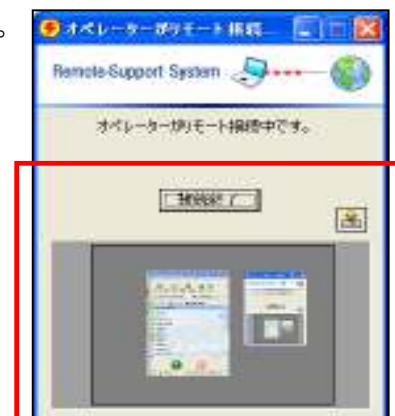 。
オペレーターがリモート接続...
Remote-Support System
オペレーターがリモート接続中です。
接続終了